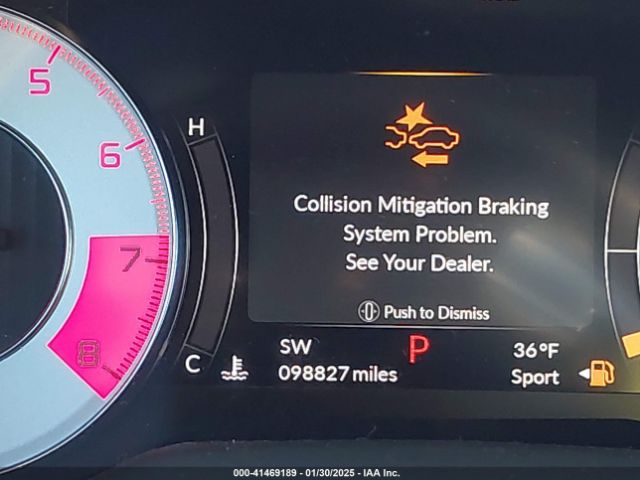 5
6
7
8
H
C
Collision Mitigation Braking
System Problem.
See Your Dealer.
Push to Dismiss
SW
098827 miles
P
36°F
Sport
000-41469189 - 01/30/2025 - IAA Inc.